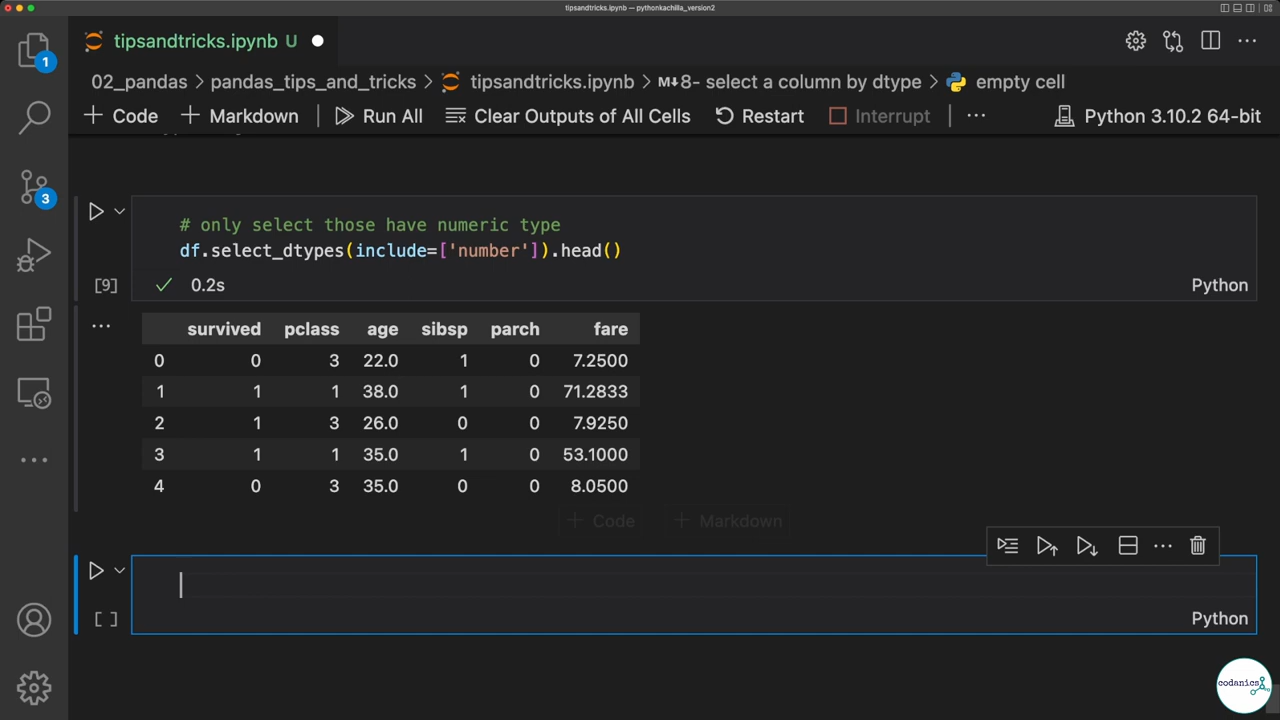 tipsandtricks.ipynb — pythonkachilla_version2
tipsandtricks.ipynb U
02_pandas > pandas_tips_and_tricks > tipsandtricks.ipynb > M↓8- select a column by dtype > empty cell
+ Code + Markdown Run All Clear Outputs of All Cells Restart Interrupt ... Python 3.10.2 64-bit
1
3
# only select those have numeric type
df.select_dtypes(include=['number']).head()
[9] ✓ 0.2s Python
... survived pclass age sibsp parch fare
0 0 3 22.0 1 0 7.2500
1 1 1 38.0 1 0 71.2833
2 1 3 26.0 0 0 7.9250
3 1 1 35.0 1 0 53.1000
4 0 3 35.0 0 0 8.0500
+ Code + Markdown
[ ] Python
codanics